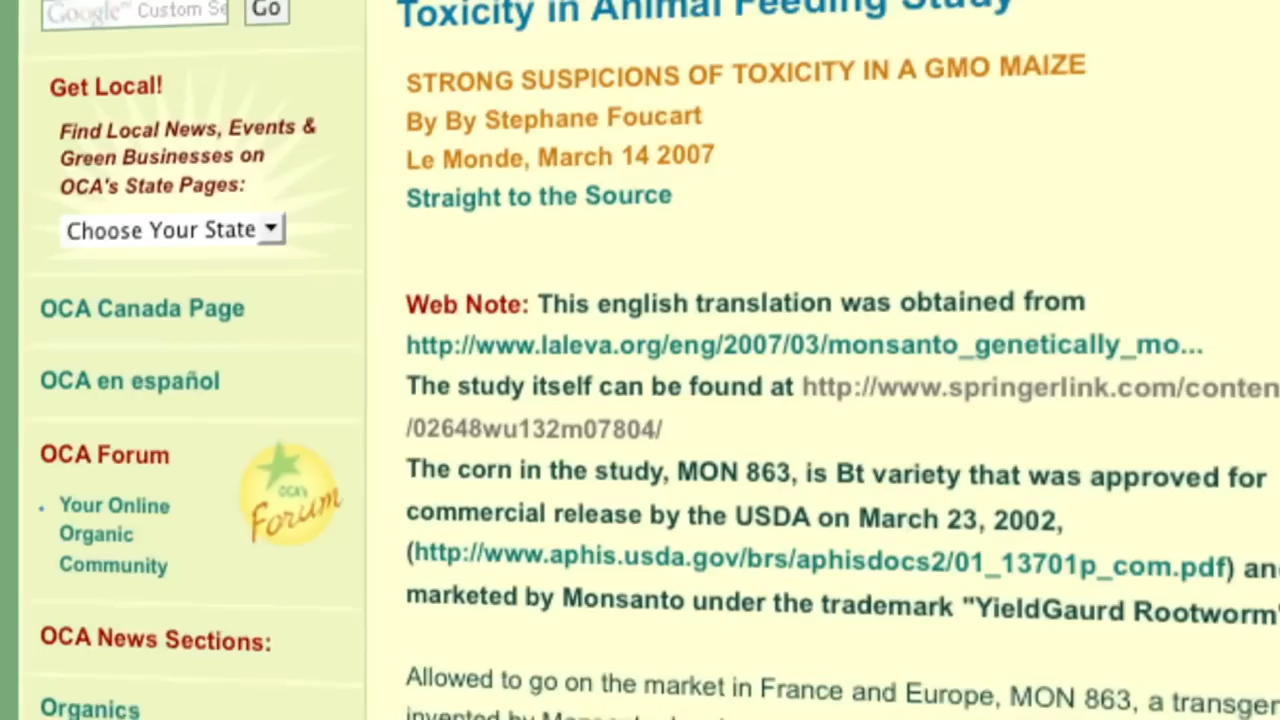 Google™ Custom Se
Go
Get Local!
Find Local News, Events &
Green Businesses on
OCA's State Pages:
Choose Your State
OCA Canada Page
OCA en español
OCA Forum
OCA's
Forum
Your Online
Organic
Community
OCA News Sections:
Organics
Toxicity in Animal Feeding Study
STRONG SUSPICIONS OF TOXICITY IN A GMO MAIZE
By By Stephane Foucart
Le Monde, March 14 2007
Straight to the Source
Web Note: This english translation was obtained from
http://www.laleva.org/eng/2007/03/monsanto_genetically_mo...
The study itself can be found at http://www.springerlink.com/conten
/02648wu132m07804/
The corn in the study, MON 863, is Bt variety that was approved for
commercial release by the USDA on March 23, 2002,
(http://www.aphis.usda.gov/brs/aphisdocs2/01_13701p_com.pdf) an
marketed by Monsanto under the trademark "YieldGaurd Rootworm"
Allowed to go on the market in France and Europe, MON 863, a transger
invented by